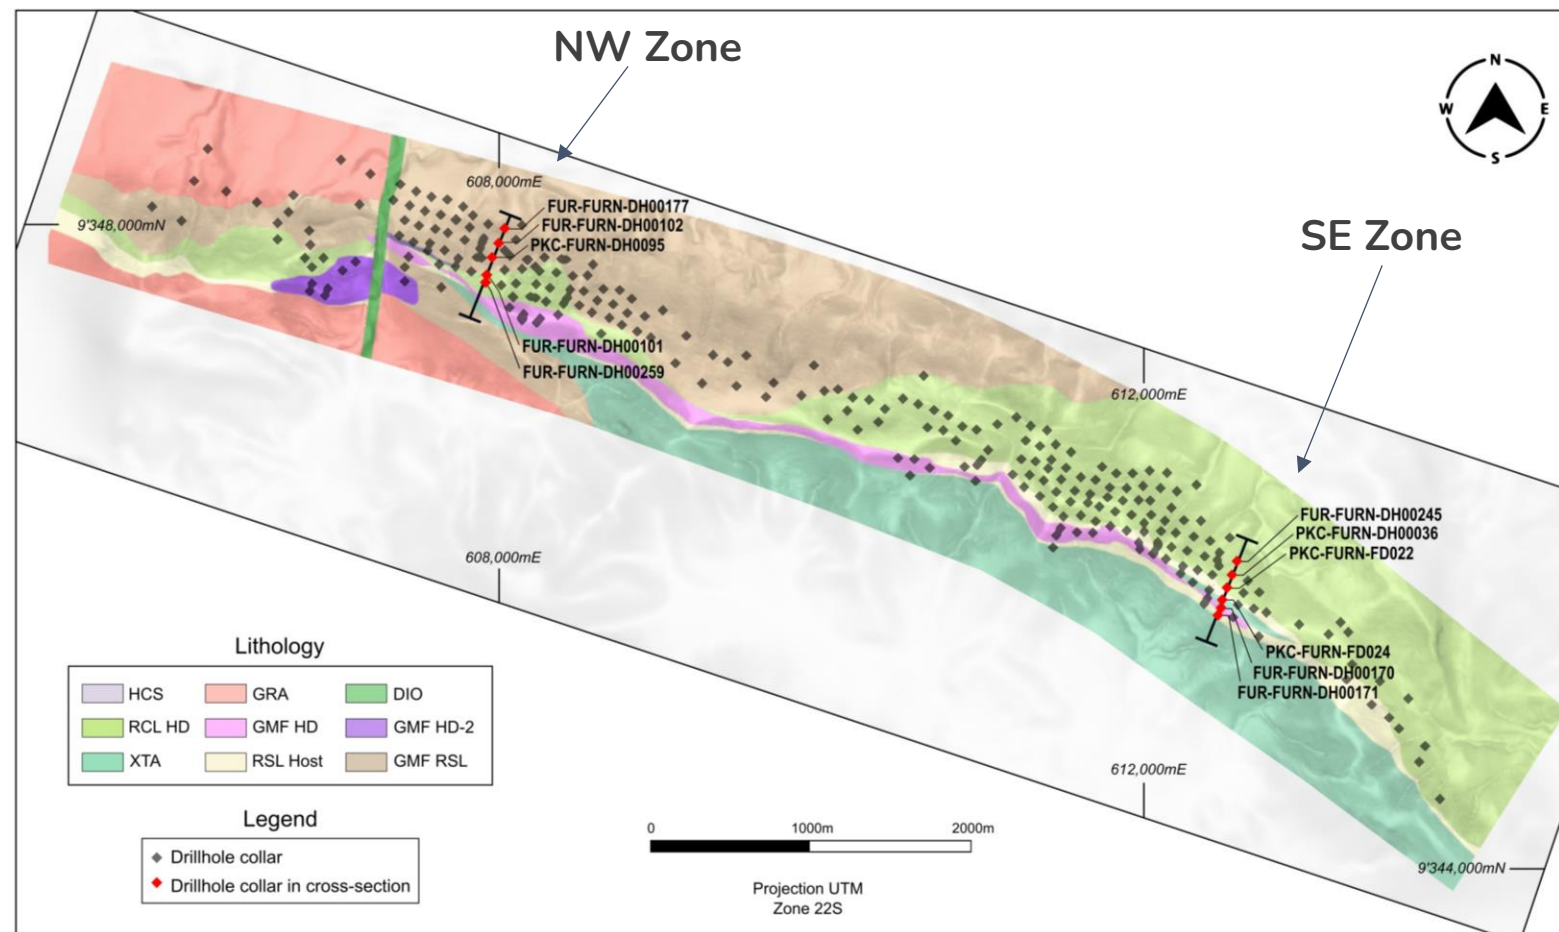 NW Zone
N
W
E
S
608,000mE
FUR-FURN-DH00177
FUR-FURN-DH00102
PKC-FURN-DH0095
9'348,000mN
SE Zone
FUR-FURN-DH00101
FUR-FURN-DH00259
612,000mE
FUR-FURN-DH00245
PKC-FURN-DH00036
PKC-FURN-FD022
608,000mE
PKC-FURN-FD024
FUR-FURN-DH00170
FUR-FURN-DH00171
612,000mE
9'344,000mN
Lithology
HCS
GRA
DIO
RCL HD
GMF HD
GMF HD-2
XTA
RSL Host
GMF RSL
Legend
Drillhole collar
Drillhole collar in cross-section
0
1000m
2000m
Projection UTM
Zone 22S